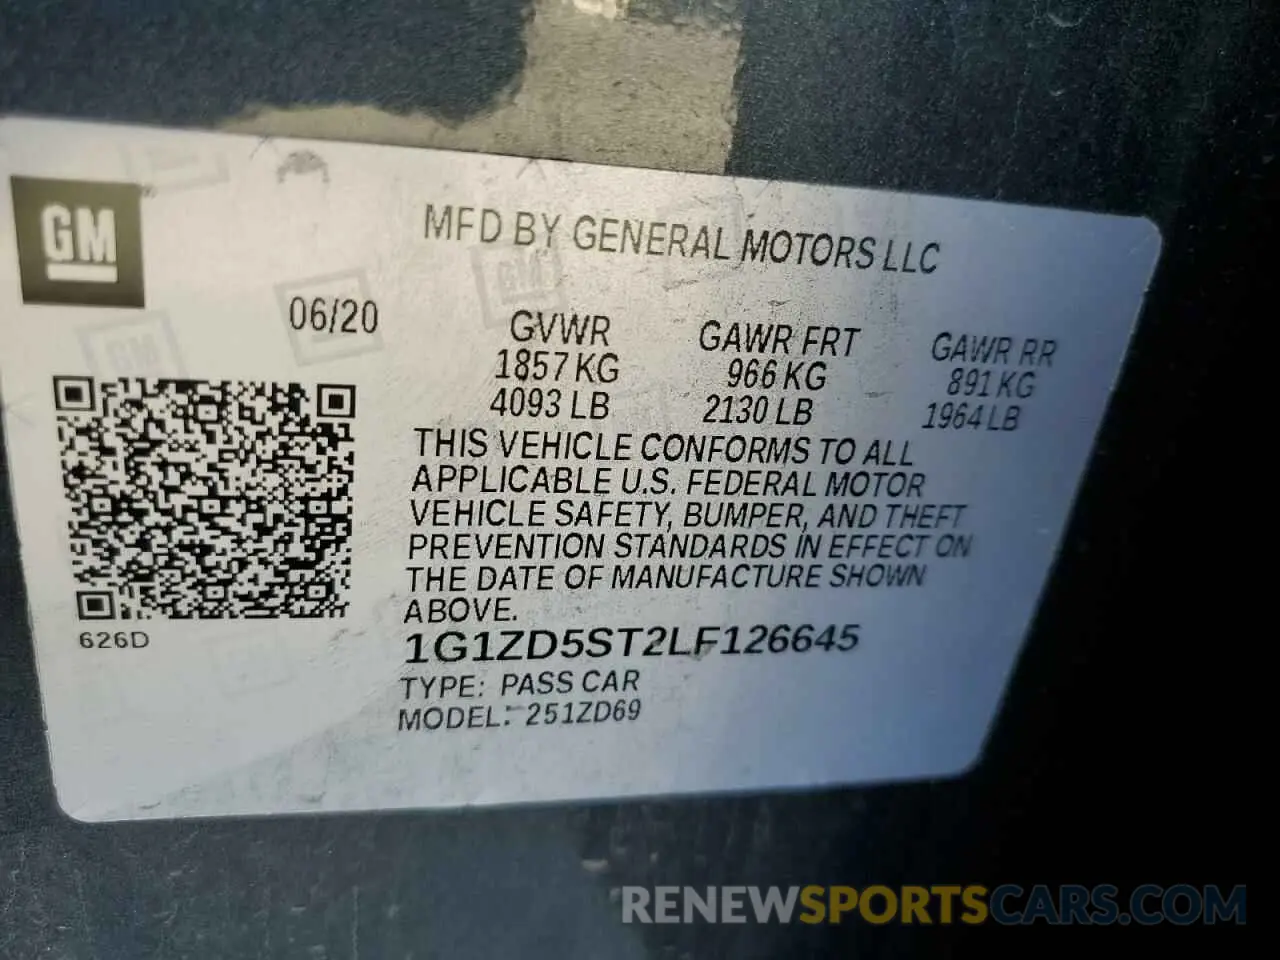 GM
MFD BY GENERAL MOTORS LLC
06/20
GVWR GAWR FRT GAWR RR
1857 KG 966 KG 891 KG
4093 LB 2130 LB 1964 LB
THIS VEHICLE CONFORMS TO ALL
APPLICABLE U.S. FEDERAL MOTOR
VEHICLE SAFETY, BUMPER, AND THEFT
PREVENTION STANDARDS IN EFFECT ON
THE DATE OF MANUFACTURE SHOWN
ABOVE.
626D
1G1ZD5ST2LF126645
TYPE: PASS CAR
MODEL: 251ZD69
RENEWSPORTSCARS.COM